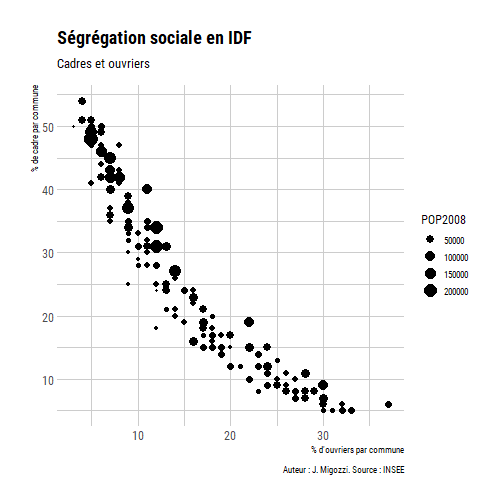 Ségrégation sociale en IDF
Cadres et ouvriers
% de cadre par commune
50
40
30
20
10
10
20
30
% d'ouvriers par commune
POP2008
50000
100000
150000
200000
Auteur : J. Migozzi. Source : INSEE